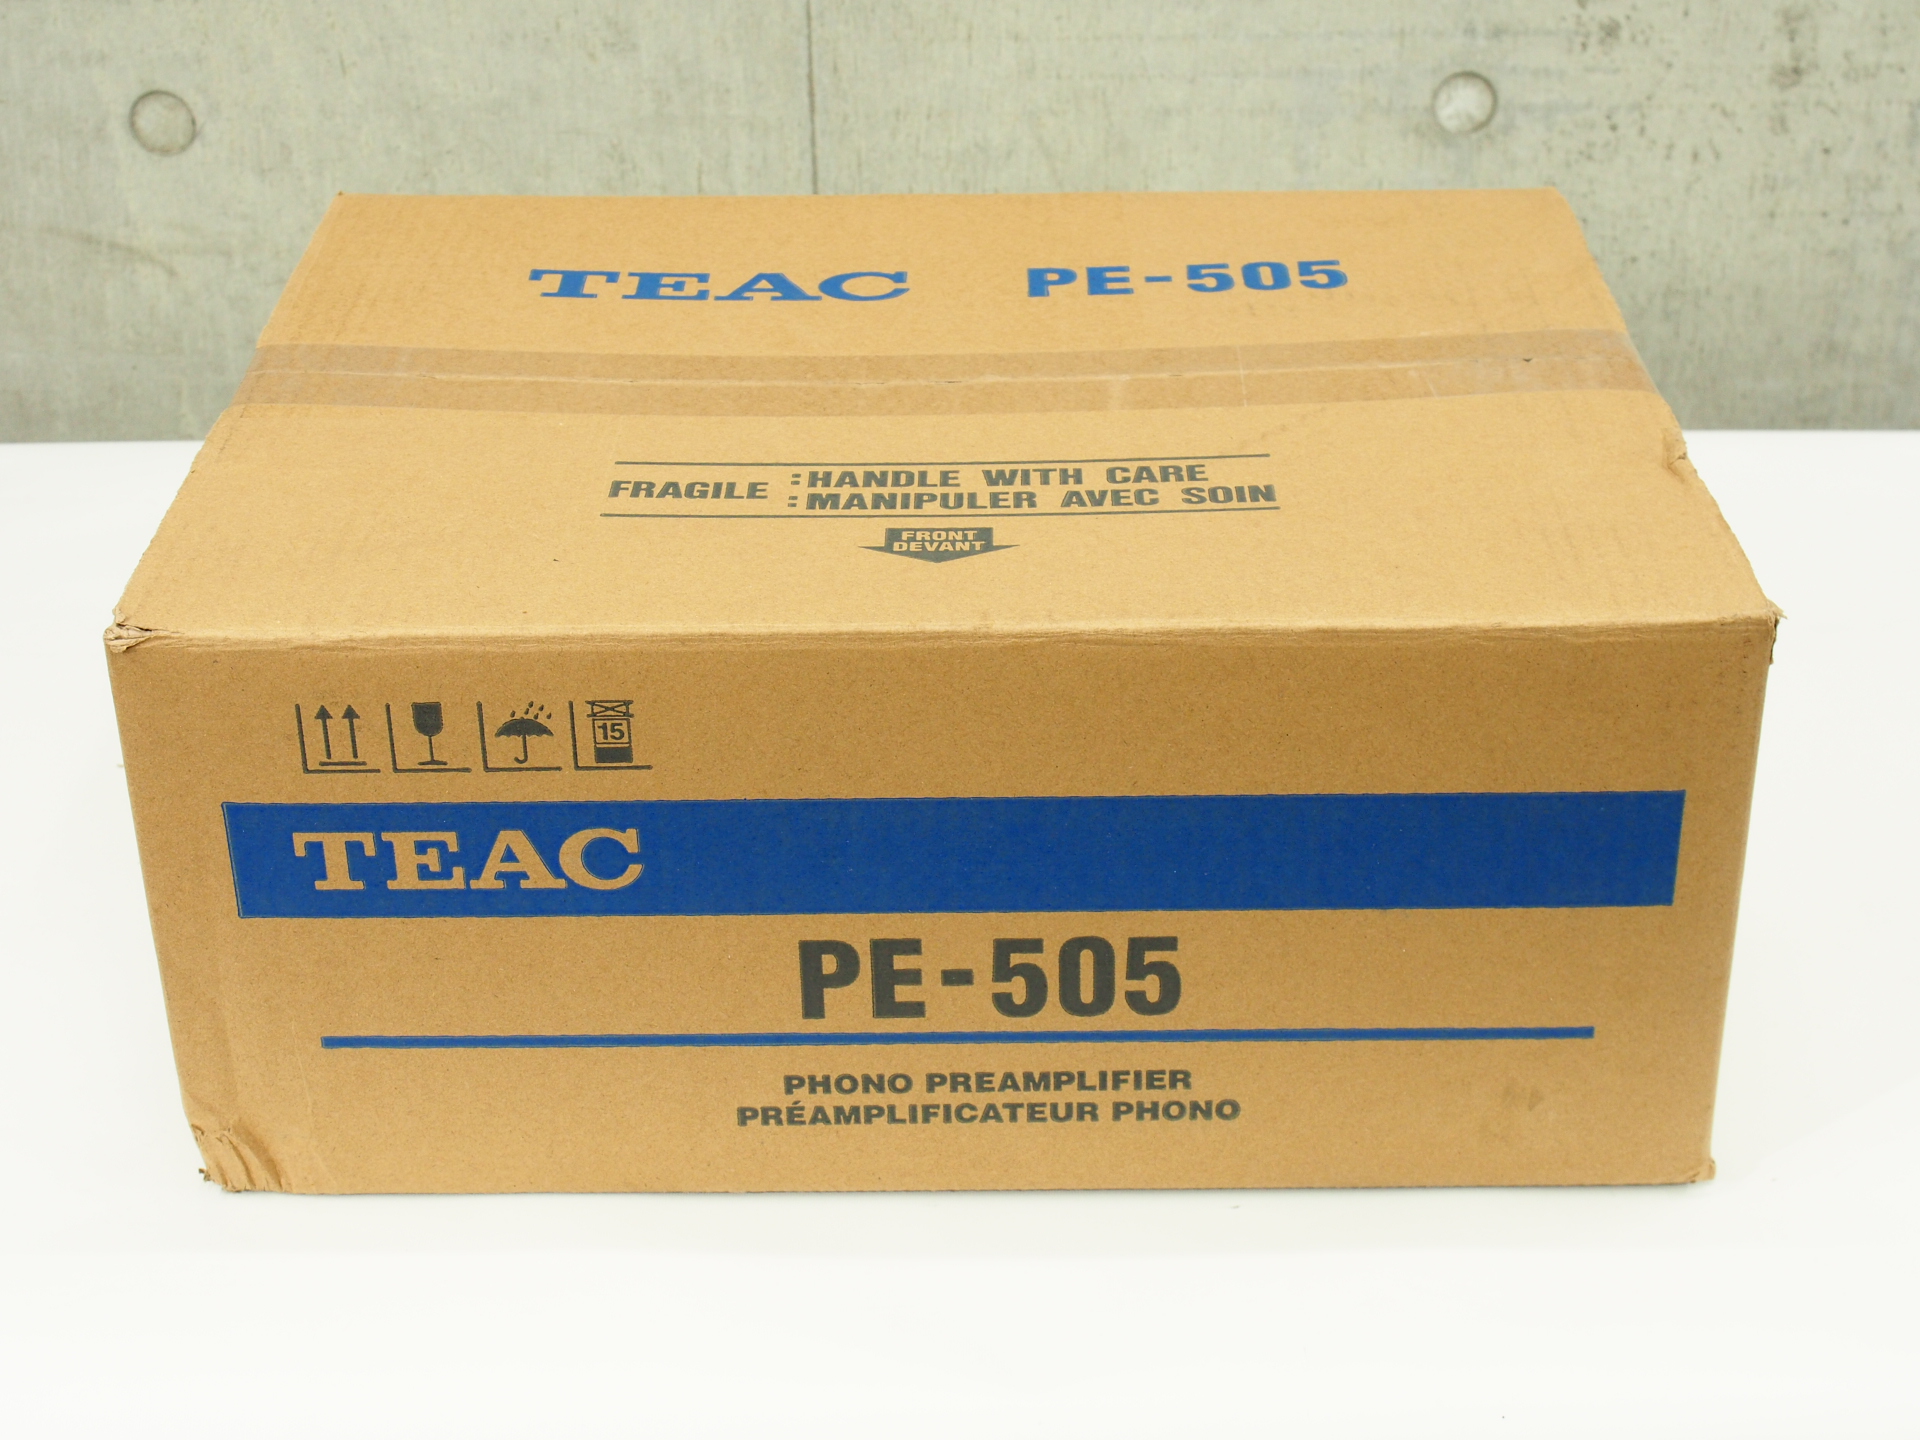 TEAC PE-505
FRAGILE :HANDLE WITH CARE
:MANIPULER AVEC SOIN
FRONT
DEVANT
15
TEAC
PE-505
PHONO PREAMPLIFIER
PRÉAMPLIFICATEUR PHONO